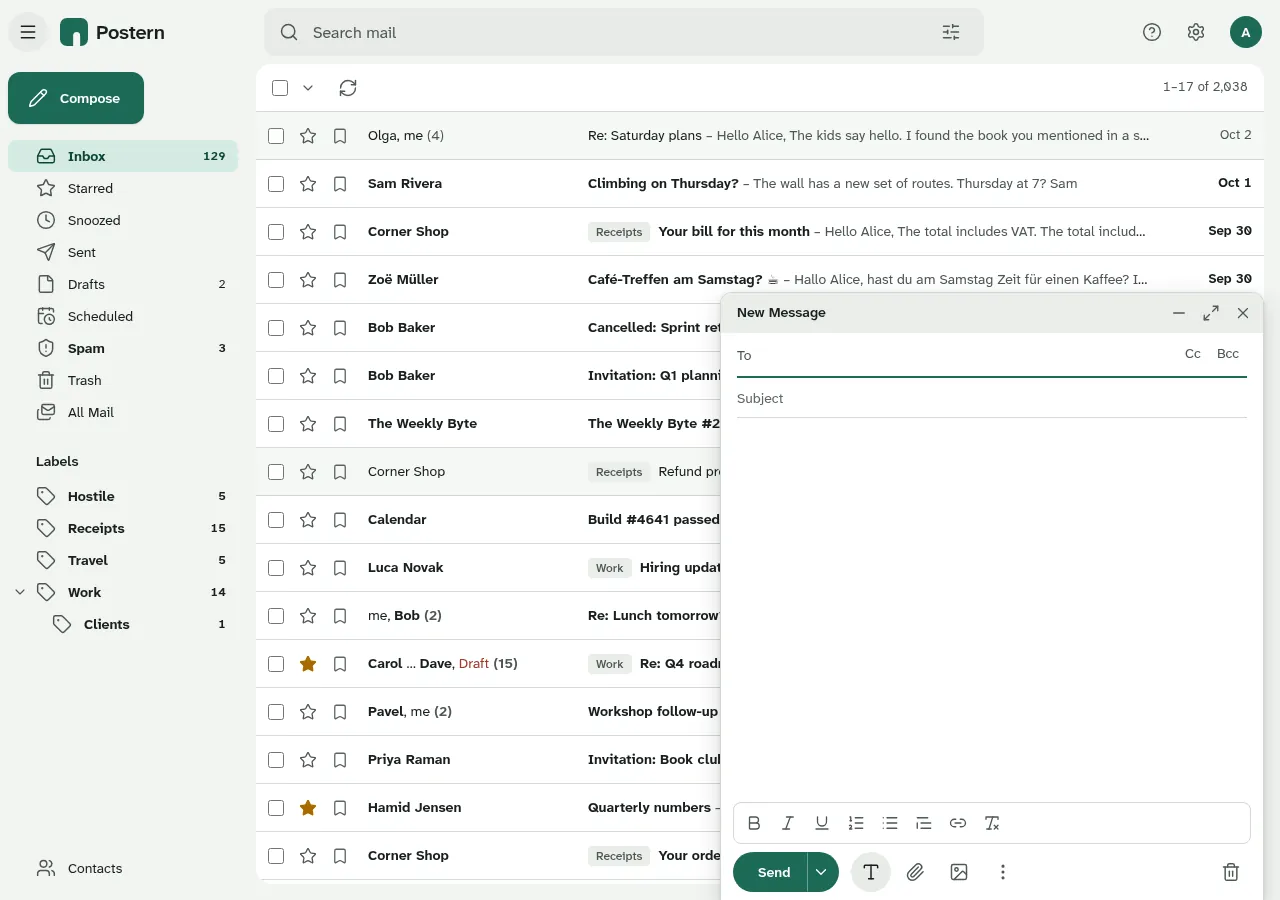 Postern
Search mail
A
Compose
Inbox 129
Starred
Snoozed
Sent
Drafts 2
Scheduled
Spam 3
Trash
All Mail
Labels
Hostile 5
Receipts 15
Travel 5
Work 14
Clients 1
Contacts
1–17 of 2,038
Olga, me (4) Re: Saturday plans – Hello Alice, The kids say hello. I found the book you mentioned in a s... Oct 2
Sam Rivera Climbing on Thursday? – The wall has a new set of routes. Thursday at 7? Sam Oct 1
Corner Shop Receipts Your bill for this month – Hello Alice, The total includes VAT. The total includ... Sep 30
Zoë Müller Café-Treffen am Samstag? ☕ – Hallo Alice, hast du am Samstag Zeit für einen Kaffee? I... Sep 30
Bob Baker Cancelled: Sprint ret
Bob Baker Invitation: Q1 planni
The Weekly Byte The Weekly Byte #2
Corner Shop Receipts Refund pr
Calendar Build #4641 passed
Luca Novak Work Hiring updat
me, Bob (2) Re: Lunch tomorrow
Carol ... Dave, Draft (15) Work Re: Q4 road
Pavel, me (2) Workshop follow-up
Priya Raman Invitation: Book clu
Hamid Jensen Quarterly numbers –
Corner Shop Receipts Your orde
New Message
To Cc Bcc
Subject
Send